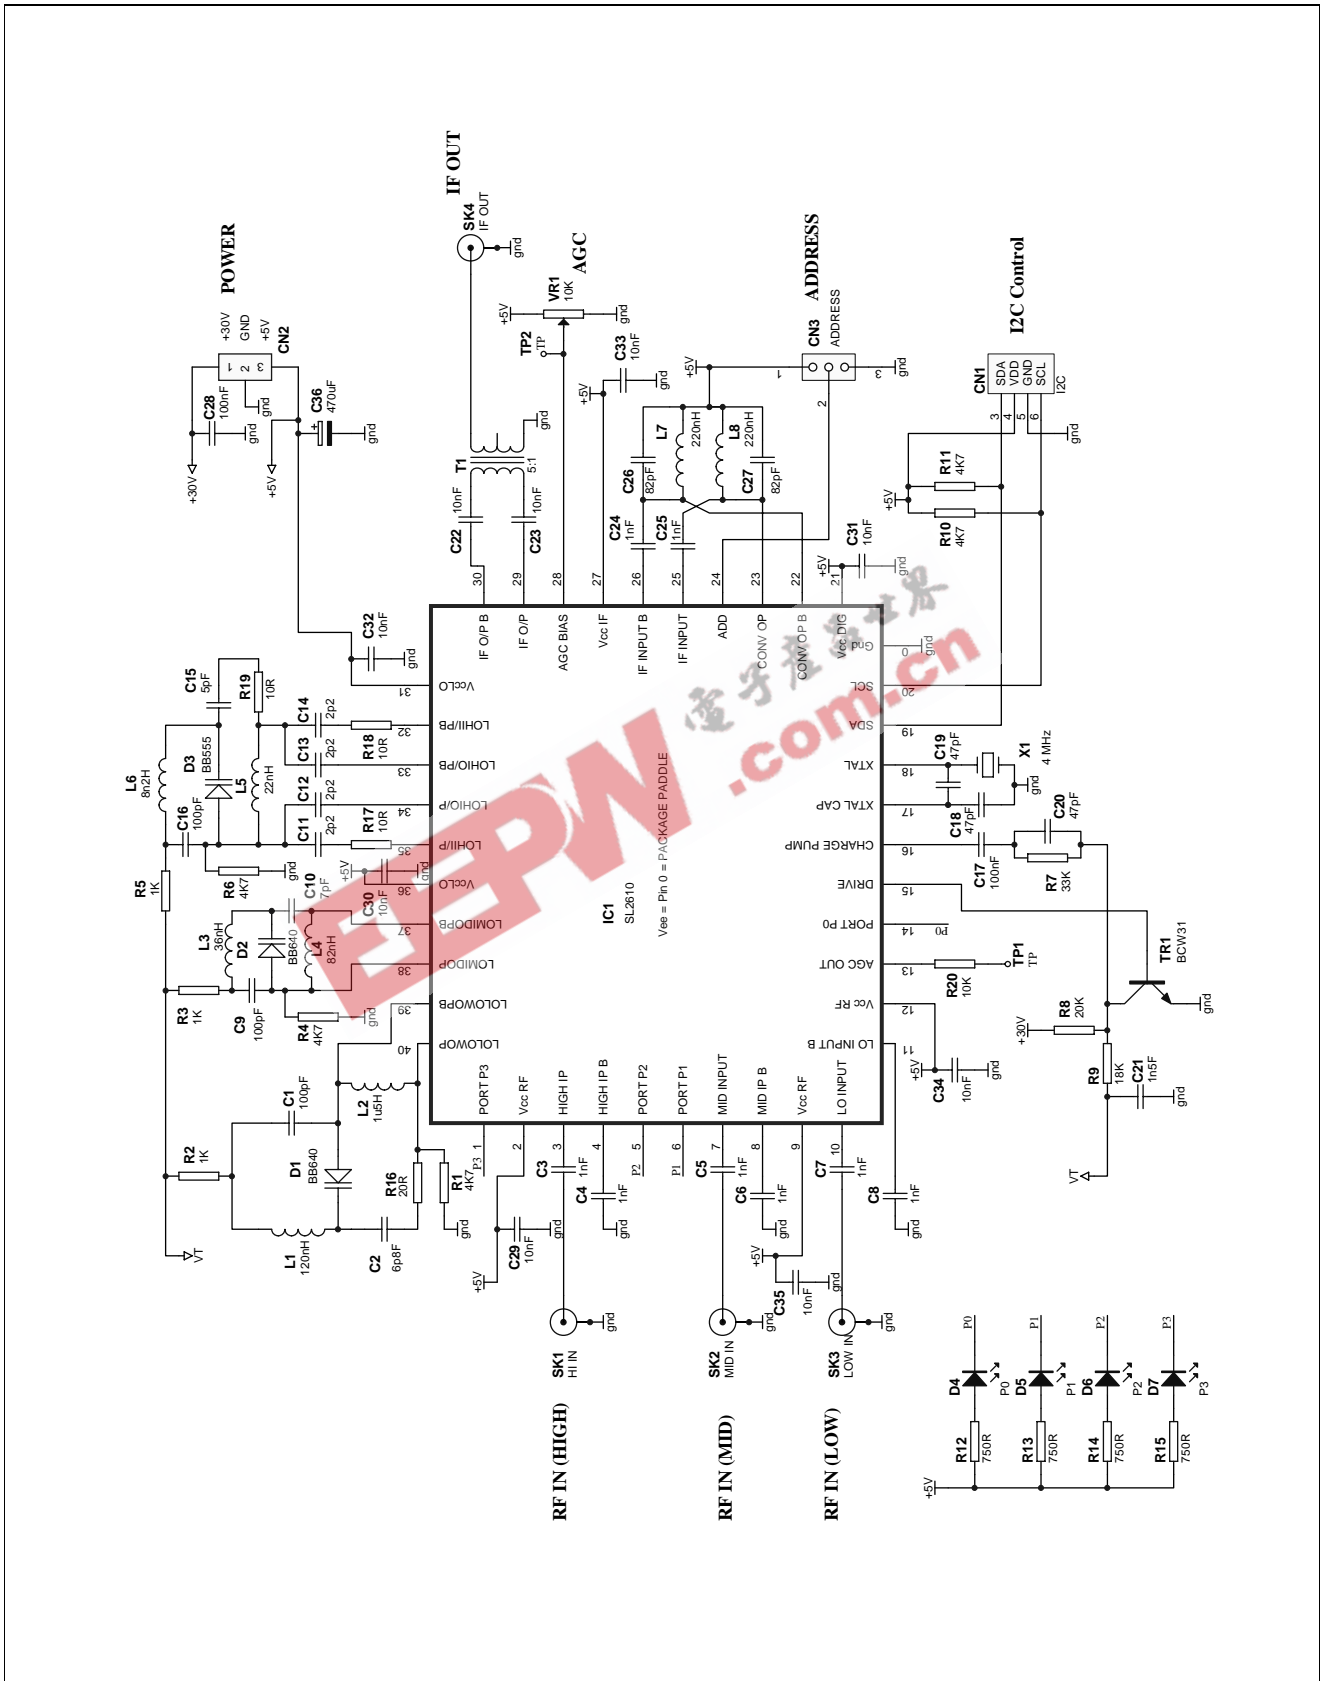 POWER
+30V
GND
+5V
1
2
3
CN2
C28
100nF
gnd
gnd
+30V
+5V
C36
470uF
+
gnd
IF OUT
SK4
IF OUT
gnd
T1
5:1
gnd
C22
10nF
C23
10nF
AGC
VR1
10K
+5V
gnd
TP2
TP
C33
10nF
+5V
gnd
ADDRESS
CN3
ADDRESS
1
2
3
gnd
+5V
L7
220nH
L8
220nH
C26
82pF
C27
82pF
C24
1nF
C25
1nF
C31
10nF
+5V
gnd
I2C Control
CN1
SDA
VDD
GND
SCL
I2C
3
4
5
6
gnd
R11
4K7
R10
4K7
+5V
C32
10nF
gnd
30
29
28
27
26
25
24
23
22
21
IF O/P B
IF O/P
AGC BIAS
Vcc IF
IF INPUT B
IF INPUT
ADD
CONV OP
CONV OP B
Vcc DIG
31
32
33
34
35
36
37
38
39
40
VccLO
LOHII/PB
LOHIO/PB
LOHIO/P
LOHII/P
VccLO
LOMIDOPB
LOMIDOP
LOLOWOPB
LOLOWOP
Gnd
SCL
SDA
XTAL
XTAL CAP
CHARGE PUMP
DRIVE
PORT P0
AGC OUT
Vcc RF
LO INPUT B
0
20
19
18
17
16
15
14
13
12
11
gnd
P0
IC1
SL2610
Vee = Pin 0 = PACKAGE PADDLE
EEPW
.com.cn
電子產品世界
L6
8n2H
D3
BB555
C15
5pF
R19
10R
L5
22nH
C16
100pF
C14
2p2
C13
2p2
C12
2p2
C11
2p2
R18
10R
R17
10R
R5
1K
R6
4K7
gnd
C10
7pF
+5V
C30
10nF
gnd
L3
36nH
D2
BB640
L4
82nH
R3
1K
C9
100pF
R4
4K7
gnd
C1
100pF
L2
1u5H
R2
1K
D1
BB640
R16
20R
R1
4K7
gnd
L1
120nH
C2
6p8F
VT
C19
47pF
X1
4 MHz
gnd
C18
47pF
C20
47pF
C17
100nF
R7
33K
TR1
BCW31
gnd
TP1
TP
R20
10K
R8
20K
+30V
R9
18K
C21
1n5F
gnd
VT
+5V
C34
10nF
gnd
PORT P3
Vcc RF
HIGH IP
HIGH IP B
PORT P2
PORT P1
MID INPUT
MID IP B
Vcc RF
LO INPUT
1
2
3
4
5
6
7
8
9
10
P3
P2
P1
C3
1nF
C4
1nF
gnd
C5
1nF
C6
1nF
gnd
C7
1nF
C8
1nF
gnd
C29
10nF
gnd
+5V
+5V
C35
10nF
gnd
SK1
HI IN
gnd
SK2
MID IN
gnd
SK3
LOW IN
gnd
RF IN (HIGH)
RF IN (MID)
RF IN (LOW)
P0
P1
P2
P3
D4
P0
D5
P1
D6
P2
D7
P3
R12
750R
R13
750R
R14
750R
R15
750R
+5V